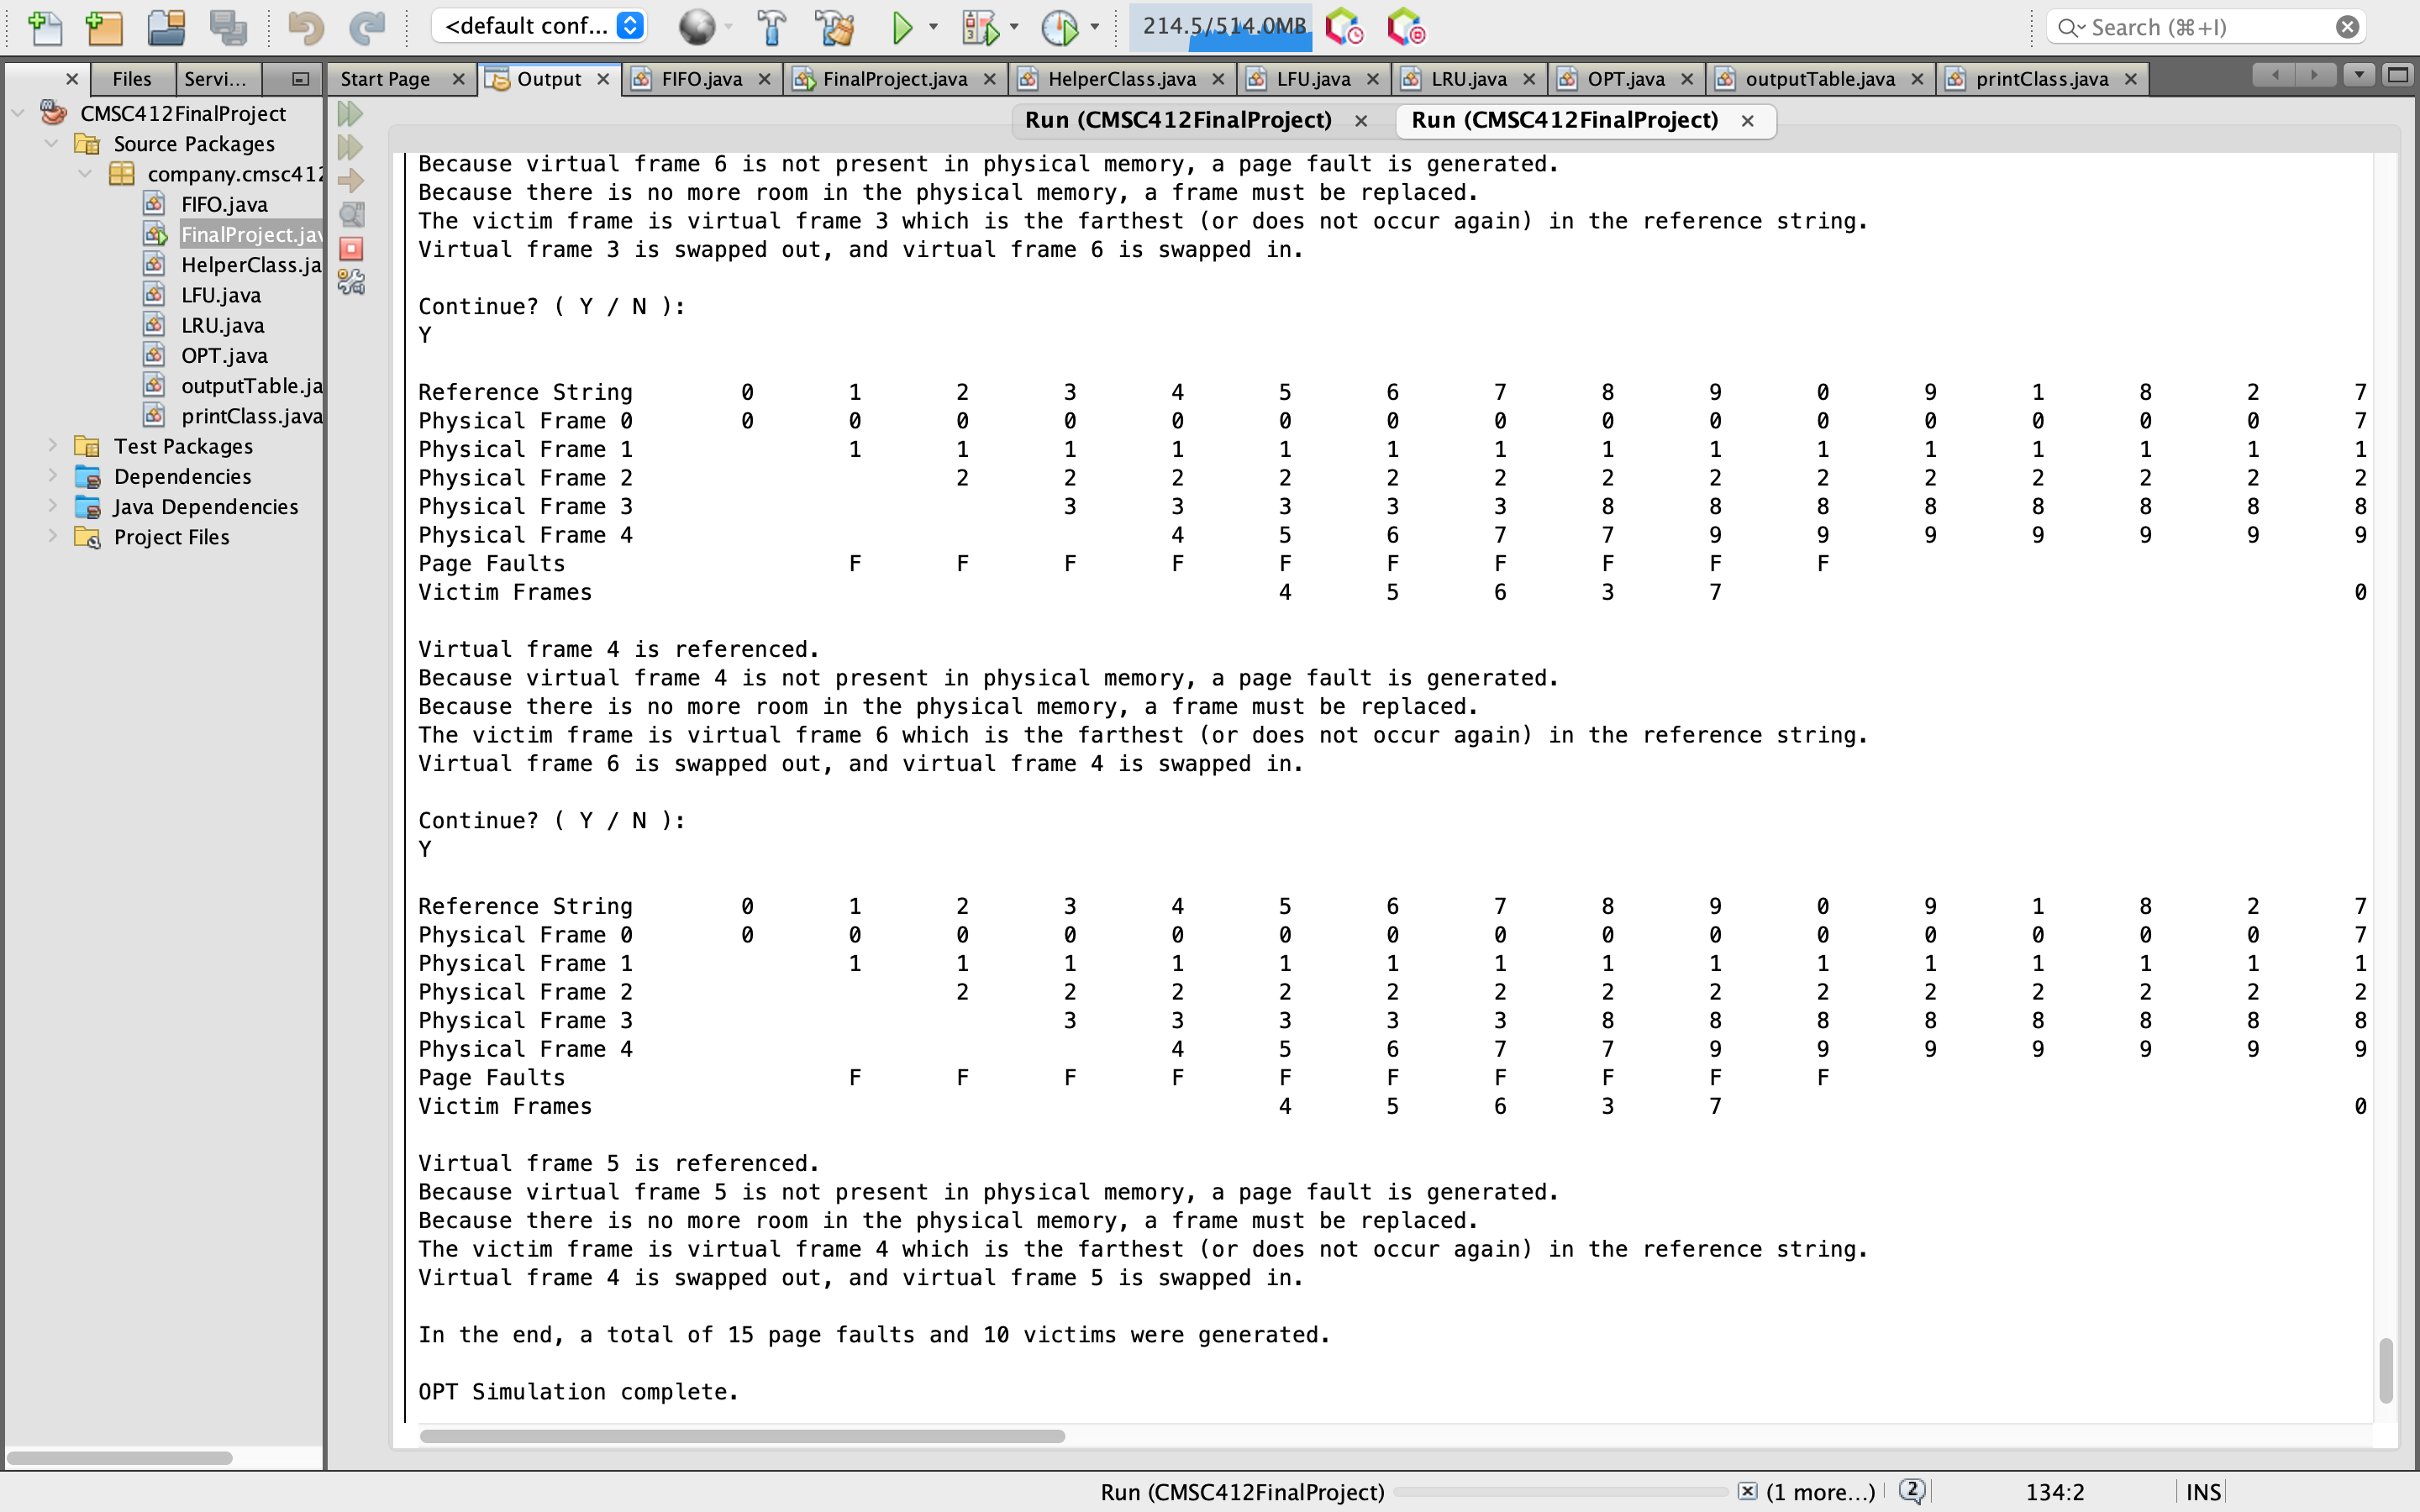 <default conf...
214.5/514.0MB
Search (⌘+I)
Files
Servi...
Start Page
Output
FIFO.java
FinalProject.java
HelperClass.java
LFU.java
LRU.java
OPT.java
outputTable.java
printClass.java
CMSC412FinalProject
Source Packages
company.cmsc412
FIFO.java
FinalProject.jav
HelperClass.ja
LFU.java
LRU.java
OPT.java
outputTable.ja
printClass.java
Test Packages
Dependencies
Java Dependencies
Project Files
Run (CMSC412FinalProject)
Run (CMSC412FinalProject)
Because virtual frame 6 is not present in physical memory, a page fault is generated.
Because there is no more room in the physical memory, a frame must be replaced.
The victim frame is virtual frame 3 which is the farthest (or does not occur again) in the reference string.
Virtual frame 3 is swapped out, and virtual frame 6 is swapped in.
Continue? ( Y / N ):
Y
Reference String 0 1 2 3 4 5 6 7 8 9 0 9 1 8 2 7
Physical Frame 0 0 0 0 0 0 0 0 0 0 0 0 0 0 0 0 7
Physical Frame 1 1 1 1 1 1 1 1 1 1 1 1 1 1 1 1
Physical Frame 2 2 2 2 2 2 2 2 2 2 2 2 2 2 2
Physical Frame 3 3 3 3 3 3 8 8 8 8 8 8 8 8
Physical Frame 4 4 5 6 7 7 9 9 9 9 9 9 9
Page Faults F F F F F F F F F F
Victim Frames 4 5 6 3 7 0
Virtual frame 4 is referenced.
Because virtual frame 4 is not present in physical memory, a page fault is generated.
Because there is no more room in the physical memory, a frame must be replaced.
The victim frame is virtual frame 6 which is the farthest (or does not occur again) in the reference string.
Virtual frame 6 is swapped out, and virtual frame 4 is swapped in.
Continue? ( Y / N ):
Y
Reference String 0 1 2 3 4 5 6 7 8 9 0 9 1 8 2 7
Physical Frame 0 0 0 0 0 0 0 0 0 0 0 0 0 0 0 0 7
Physical Frame 1 1 1 1 1 1 1 1 1 1 1 1 1 1 1 1
Physical Frame 2 2 2 2 2 2 2 2 2 2 2 2 2 2 2
Physical Frame 3 3 3 3 3 3 8 8 8 8 8 8 8 8
Physical Frame 4 4 5 6 7 7 9 9 9 9 9 9 9
Page Faults F F F F F F F F F F
Victim Frames 4 5 6 3 7 0
Virtual frame 5 is referenced.
Because virtual frame 5 is not present in physical memory, a page fault is generated.
Because there is no more room in the physical memory, a frame must be replaced.
The victim frame is virtual frame 4 which is the farthest (or does not occur again) in the reference string.
Virtual frame 4 is swapped out, and virtual frame 5 is swapped in.
In the end, a total of 15 page faults and 10 victims were generated.
OPT Simulation complete.
Run (CMSC412FinalProject)
(1 more...)
2
134:2
INS